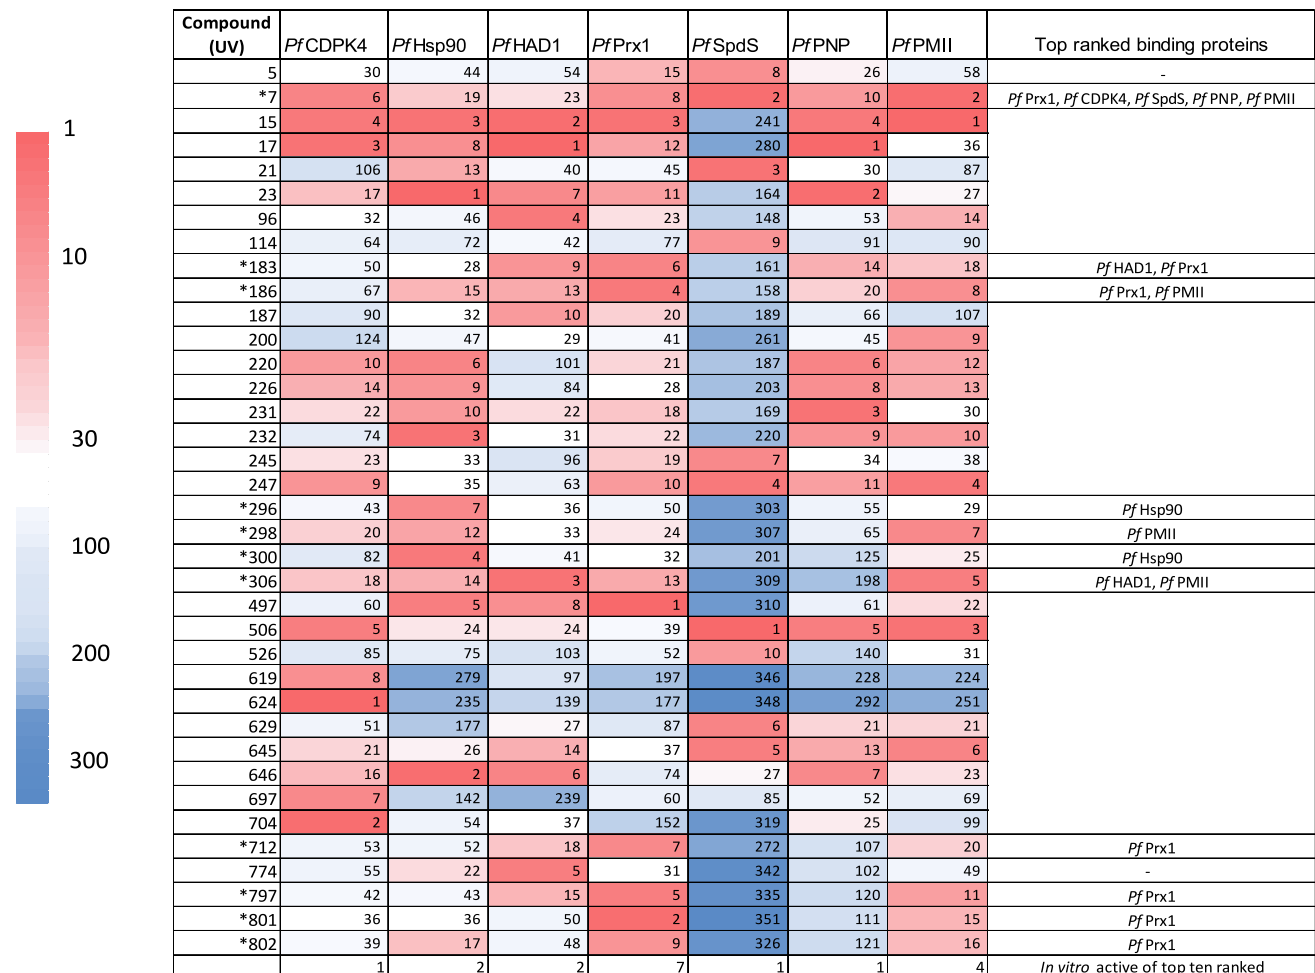 Compound (UV) PfCDPK4 PfHsp90 PfHAD1 PfPrx1 PfSpdS PfPNP PfPMII Top ranked binding proteins
5 30 44 54 15 8 26 58 -
*7 6 19 23 8 2 10 2 Pf Prx1, Pf CDPK4, Pf SpdS, Pf PNP, Pf PMII
15 4 3 2 3 241 4 1
17 3 8 1 12 280 1 36
21 106 13 40 45 3 30 87
23 17 1 7 11 164 2 27
96 32 46 4 23 148 53 14
114 64 72 42 77 9 91 90
*183 50 28 9 6 161 14 18 Pf HAD1, Pf Prx1
*186 67 15 13 4 158 20 8 Pf Prx1, Pf PMII
187 90 32 10 20 189 66 107
200 124 47 29 41 261 45 9
220 10 6 101 21 187 6 12
226 14 9 84 28 203 8 13
231 22 10 22 18 169 3 30
232 74 3 31 22 220 9 10
245 23 33 96 19 7 34 38
247 9 35 63 10 4 11 4
*296 43 7 36 50 303 55 29 Pf Hsp90
*298 20 12 33 24 307 65 7 Pf PMII
*300 82 4 41 32 201 125 25 Pf Hsp90
*306 18 14 3 13 309 198 5 Pf HAD1, Pf PMII
497 60 5 8 1 310 61 22
506 5 24 24 39 1 5 3
526 85 75 103 52 10 140 31
619 8 279 97 197 346 228 224
624 1 235 139 177 348 292 251
629 51 177 27 87 6 21 21
645 21 26 14 37 5 13 6
646 16 2 6 74 27 7 23
697 7 142 239 60 85 52 69
704 2 54 37 152 319 25 99
*712 53 52 18 7 272 107 20 Pf Prx1
774 55 22 5 31 342 102 49 -
*797 42 43 15 5 335 120 11 Pf Prx1
*801 36 36 50 2 351 111 15 Pf Prx1
*802 39 17 48 9 326 121 16 Pf Prx1
1 2 2 7 1 1 4 In vitro active of top ten ranked
1
10
30
100
200
300